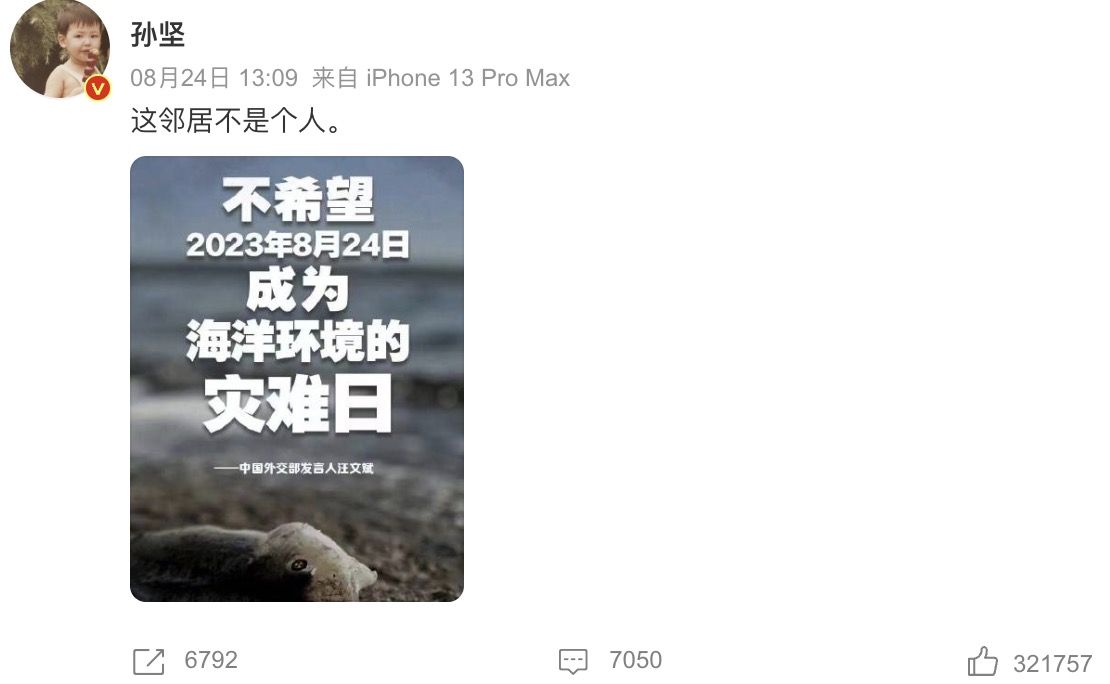 孙坚
08月24日 13:09 来自 iPhone 13 Pro Max
这邻居不是个人。
不希望
2023年8月24日
成为
海洋环境的
灾难日
——中国外交部发言人汪文斌
6792
7050
321757